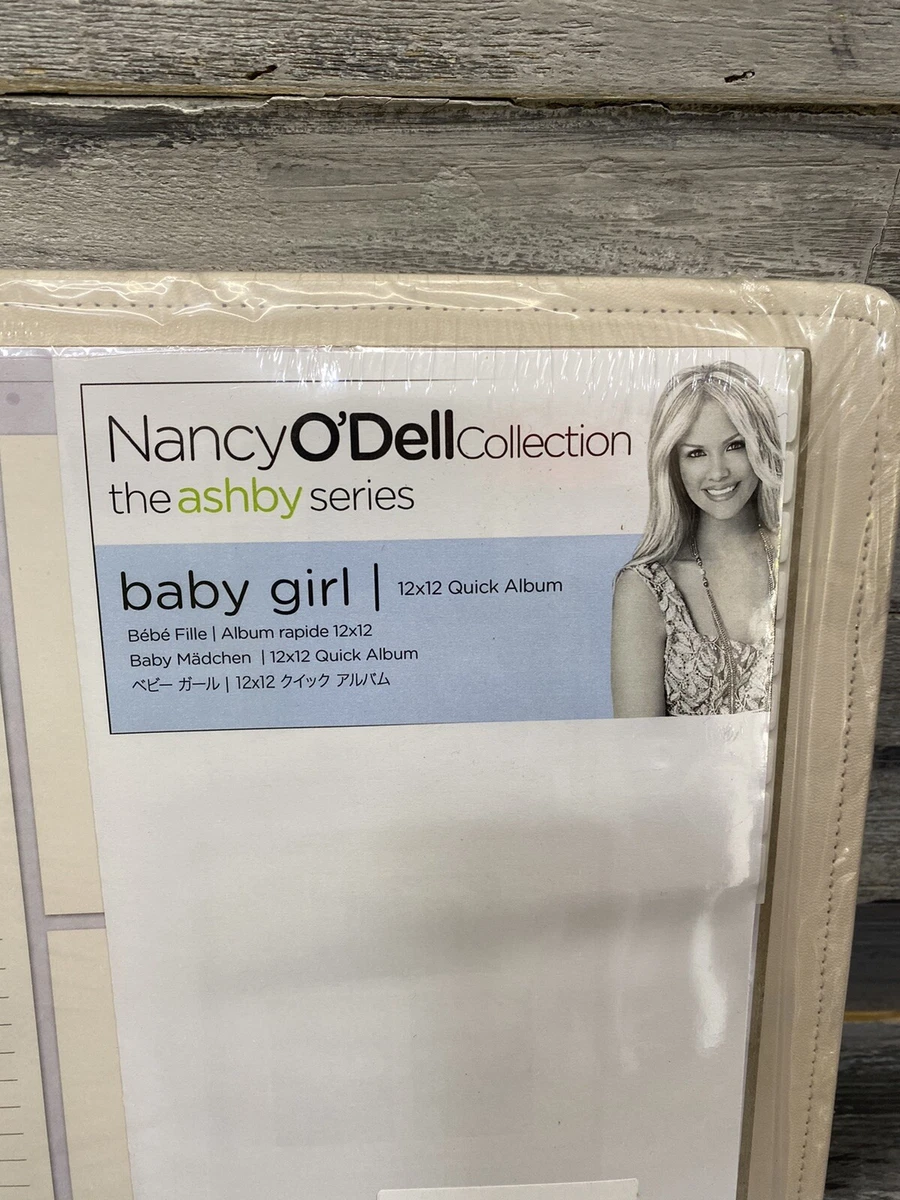 NancyO'DellCollection
the ashby series
baby girl | 12x12 Quick Album
Bébé Fille | Album rapide 12x12
Baby Mädchen | 12x12 Quick Album
ベビー ガール | 12x12 クイック アルバム